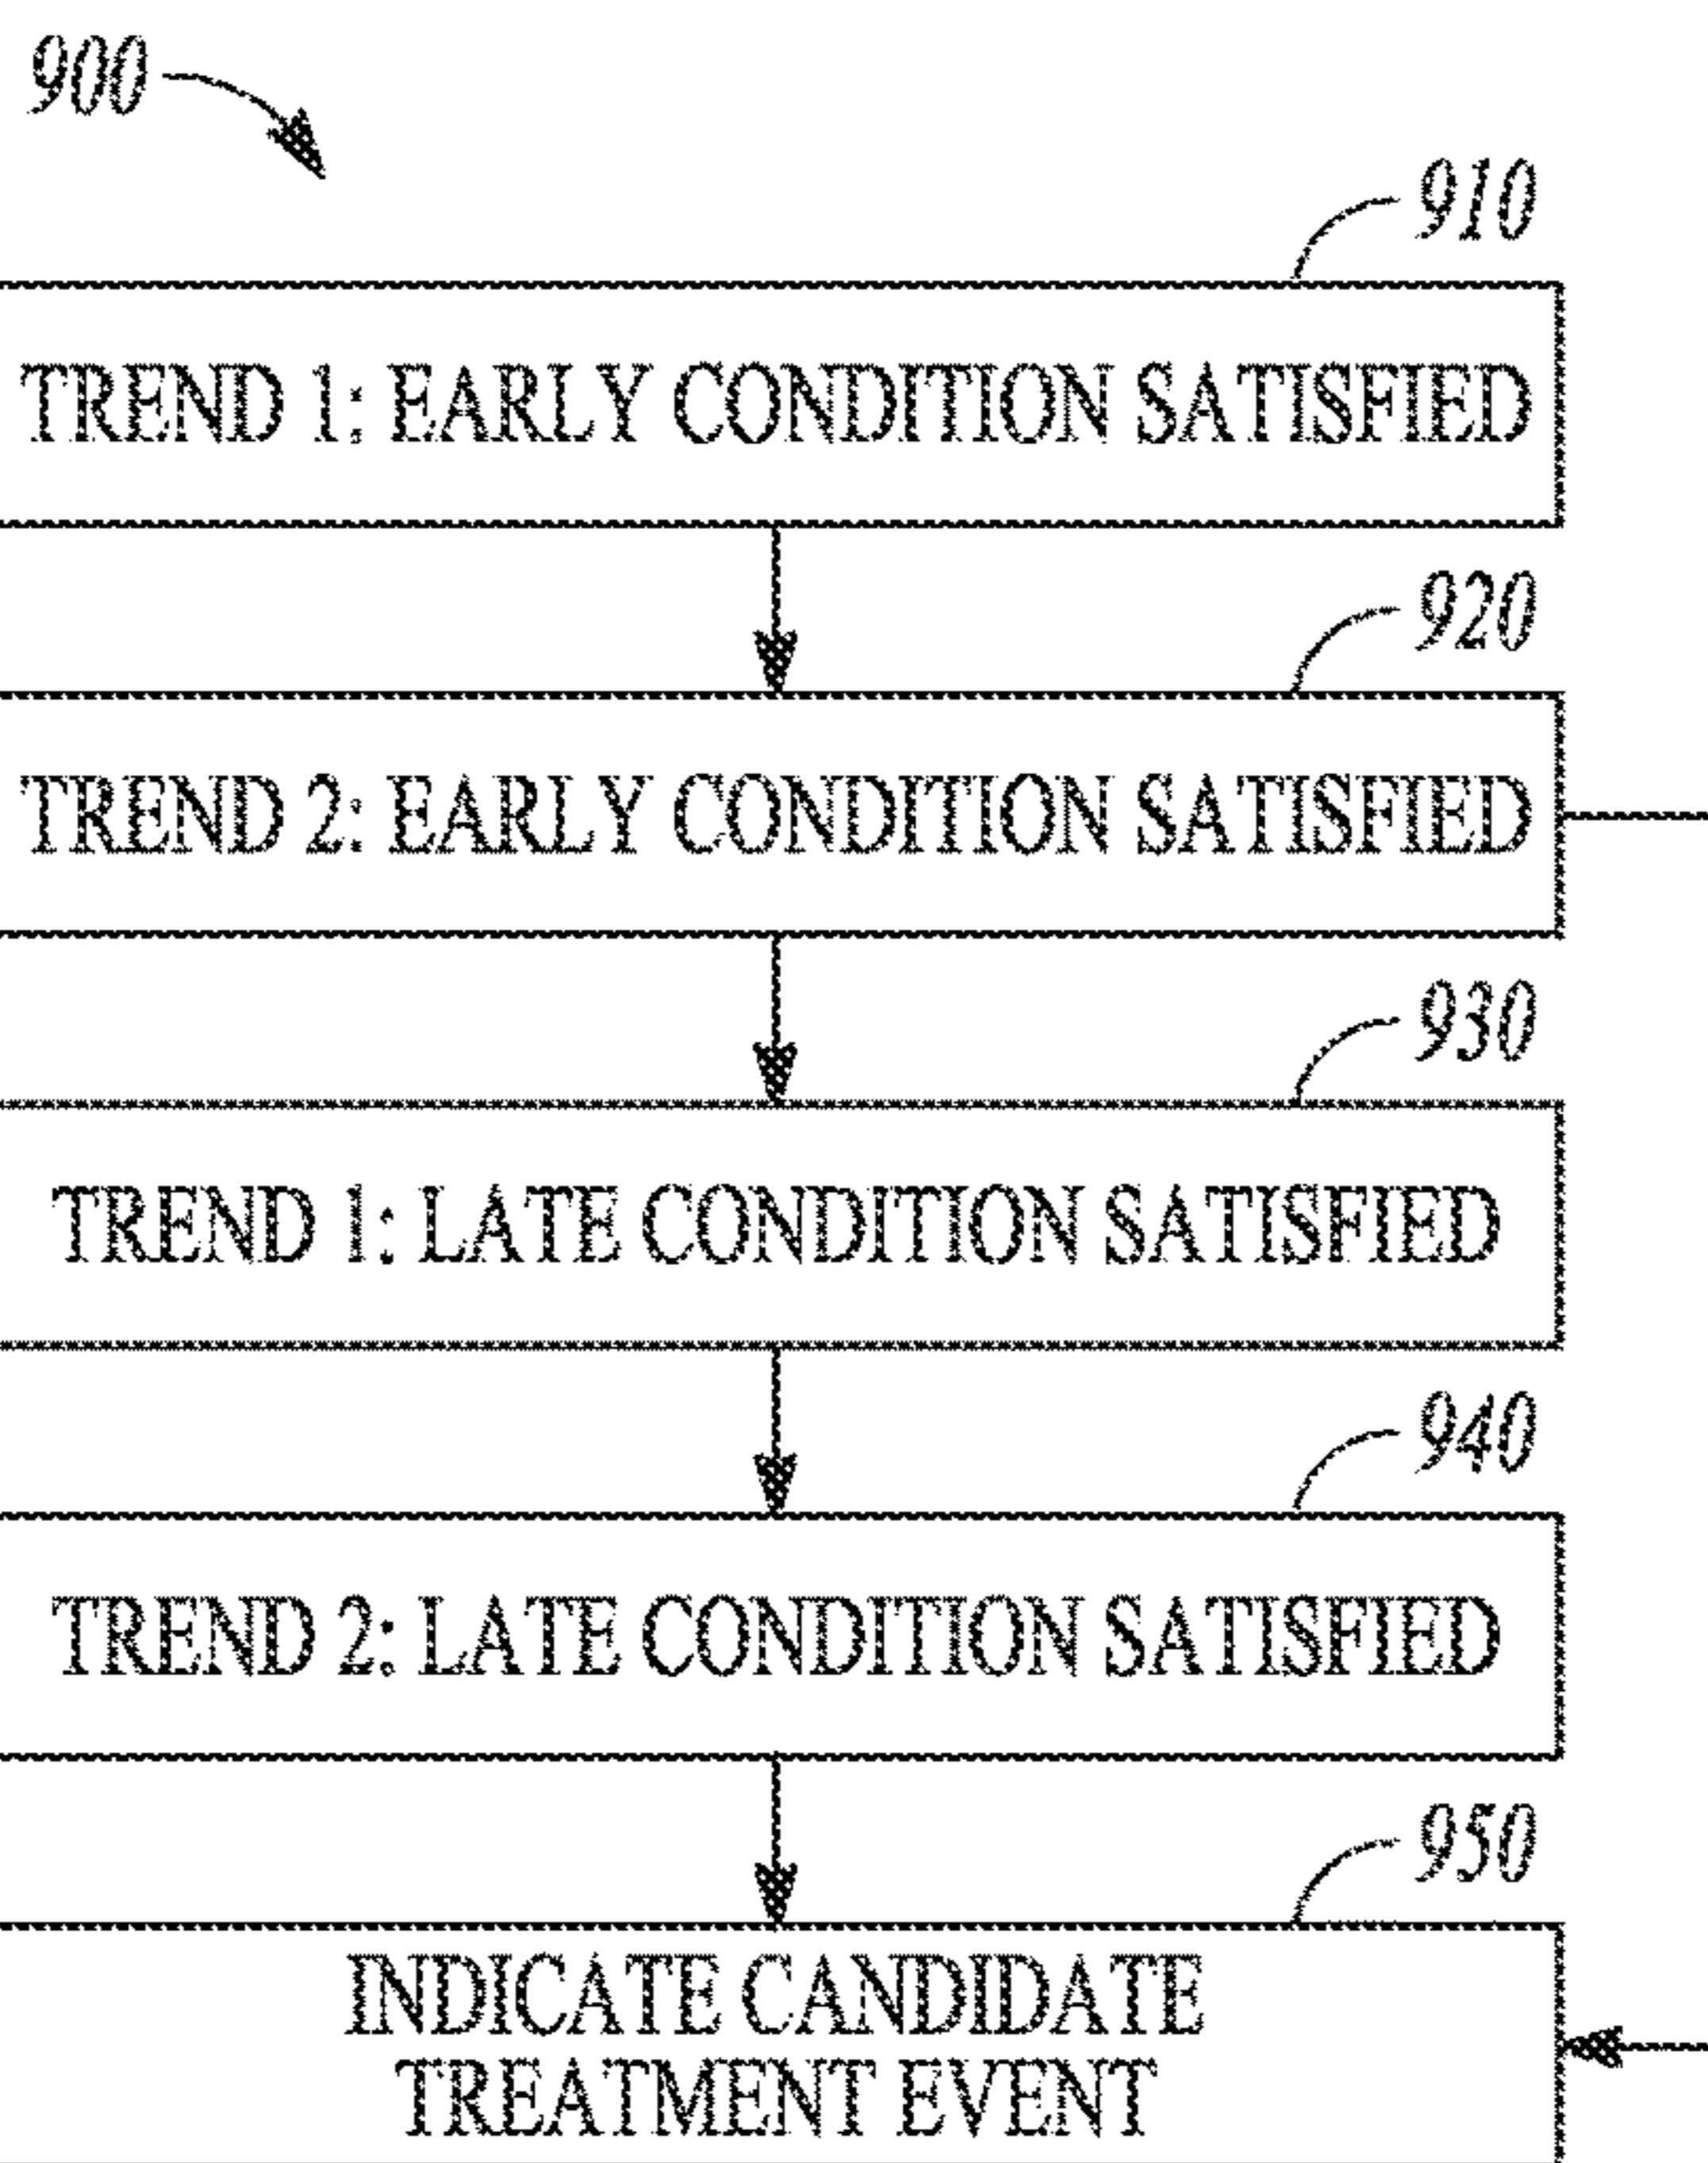 900
910
TREND 1: EARLY CONDITION SATISFIED
920
TREND 2: EARLY CONDITION SATISFIED
930
TREND 1: LATE CONDITION SATISFIED
940
TREND 2: LATE CONDITION SATISFIED
950
INDICATE CANDIDATE
TREATMENT EVENT